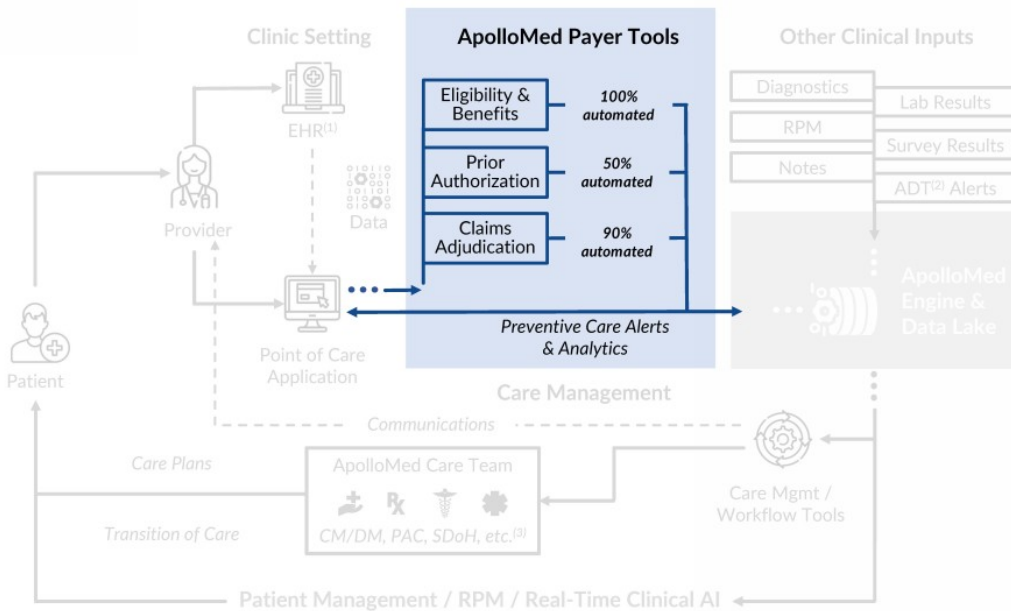 Clinic Setting
ApolloMed Payer Tools
Other Clinical Inputs
EHR(1)
Provider
Data
Patient
Point of Care
Application
Eligibility &
Benefits
100%
automated
Prior
Authorization
50%
automated
Claims
Adjudication
90%
automated
Preventive Care Alerts
& Analytics
Diagnostics
Lab Results
RPM
Survey Results
Notes
ADT(2) Alerts
ApolloMed
Engine &
Data Lake
Care Management
Communications
Care Plans
ApolloMed Care Team
Rx
CM/DM, PAC, SDoH, etc.(3)
Transition of Care
Care Mgmt /
Workflow Tools
Patient Management / RPM / Real-Time Clinical AI